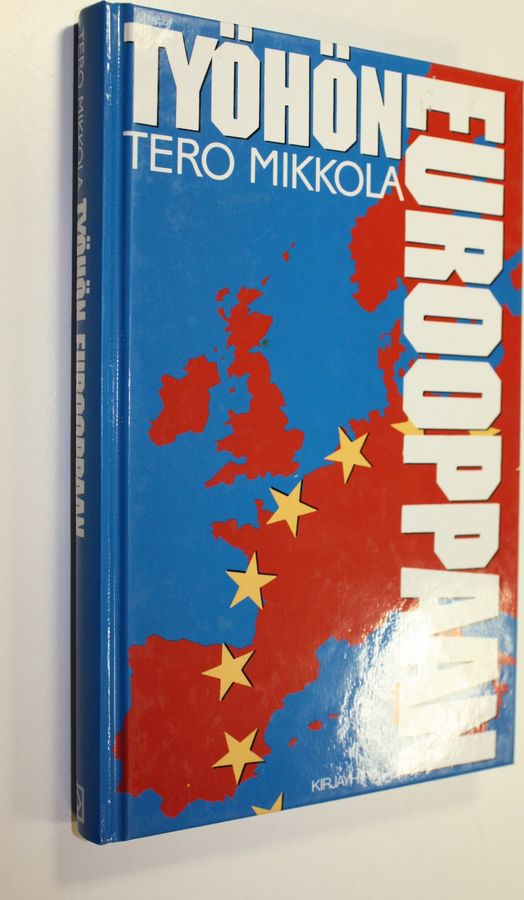 TYÖHÖN
EUROOPPAAN
TERO MIKKOLA
TERO MIKKOLA TYÖHÖN EUROOPPAAN